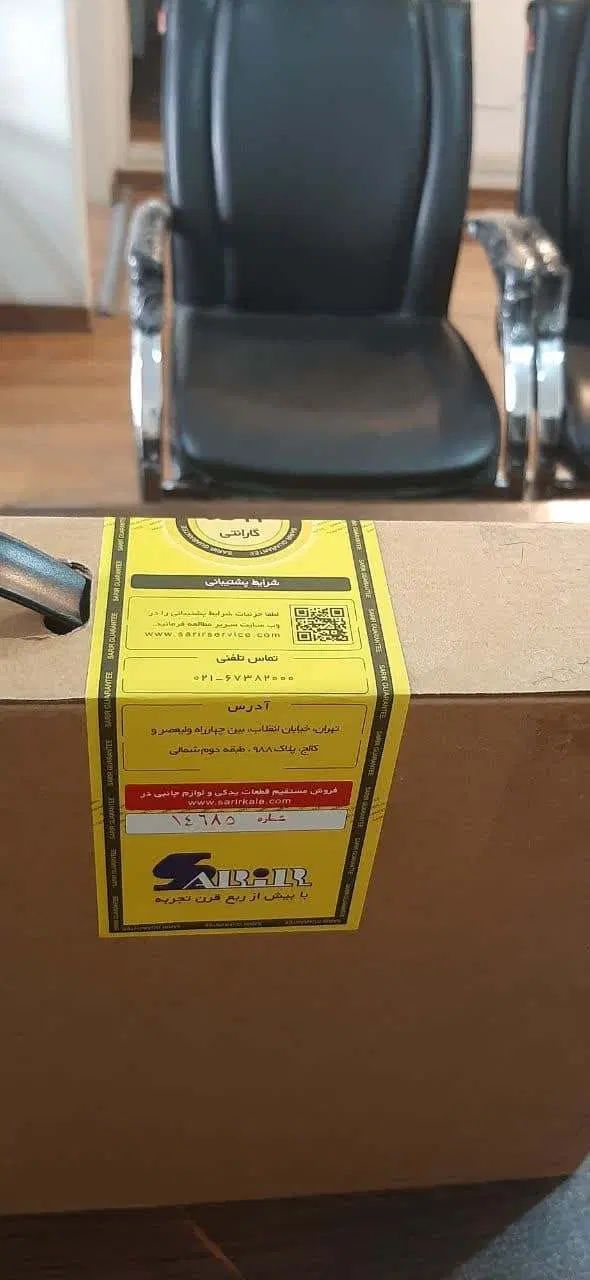 گارانتی
SARIR GUARANTEE
شرایط پشتیبانی
لطفا جزئیات شرایط پشتیبانی را در
وب سایت سریر مطالعه فرمائید.
www.sarirservice.com
تماس تلفنی
۰۲۱-۶۷۳۸۲۰۰۰
آدرس
تهران، خیابان انقلاب، بین چهارراه ولیعصر و
کالج، پلاک ۹۸۸، طبقه دوم شمالی
فروش مستقیم قطعات یدکی و لوازم جانبی در
www.sarirkala.com
شماره ۱۴۶۸۵
SARIR
با بیش از ربع قرن تجربه